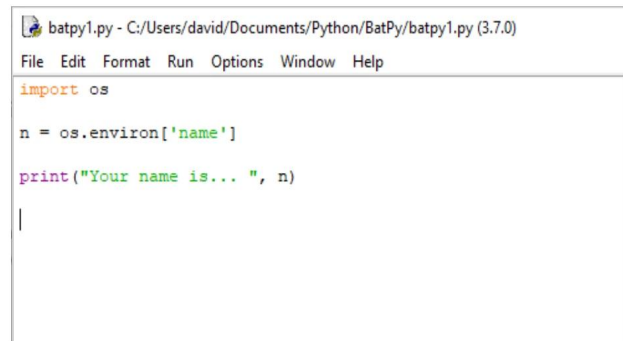 batpy1.py - C:/Users/david/Documents/Python/BatPy/batpy1.py (3.7.0)
File Edit Format Run Options Window Help
import os
n = os.environ['name']
print("Your name is... ", n)